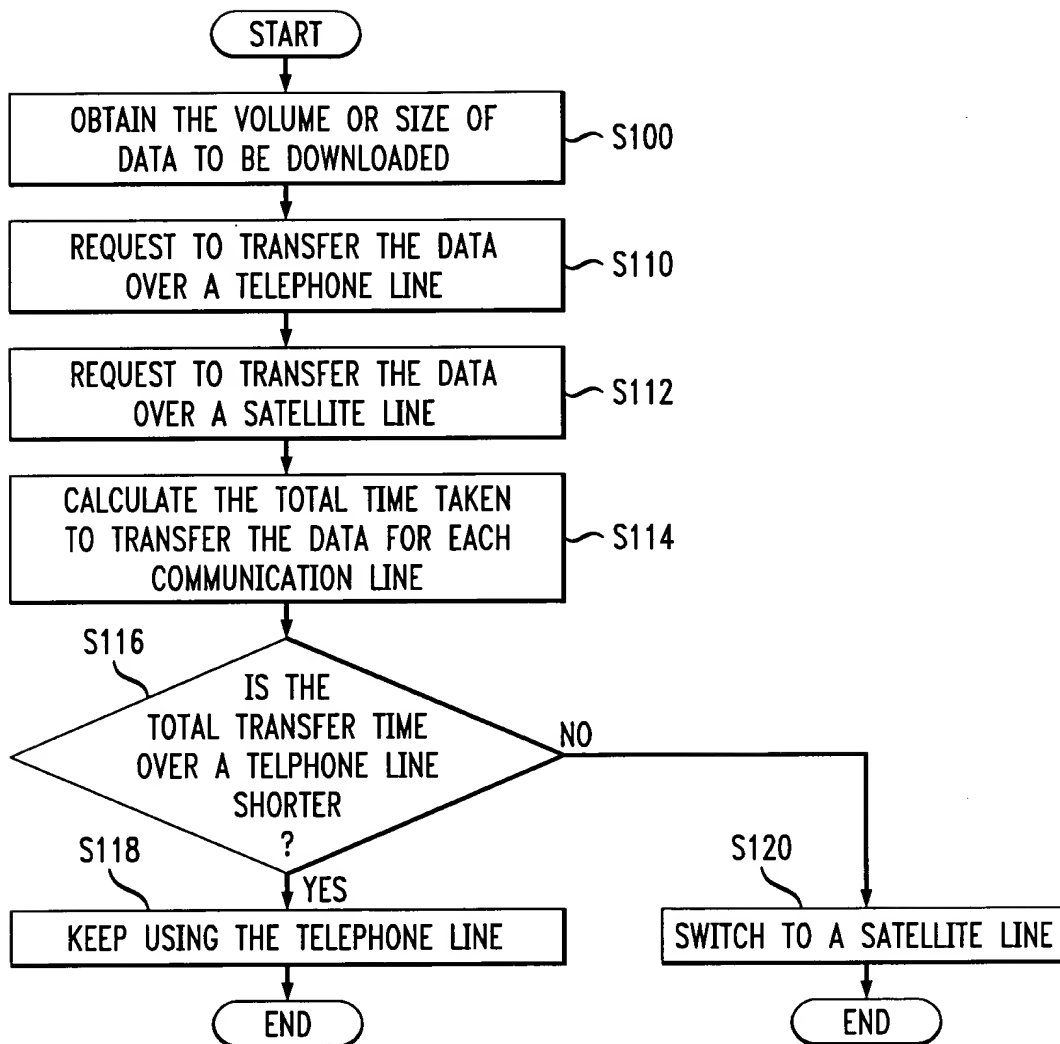 START
OBTAIN THE VOLUME OR SIZE OF
DATA TO BE DOWNLOADED
S100
REQUEST TO TRANSFER THE DATA
OVER A TELEPHONE LINE
S110
REQUEST TO TRANSFER THE DATA
OVER A SATELLITE LINE
S112
CALCULATE THE TOTAL TIME TAKEN
TO TRANSFER THE DATA FOR EACH
COMMUNICATION LINE
S114
S116
IS THE
TOTAL TRANSFER TIME
OVER A TELPHONE LINE
SHORTER
?
NO
YES
S118
KEEP USING THE TELEPHONE LINE
END
S120
SWITCH TO A SATELLITE LINE
END